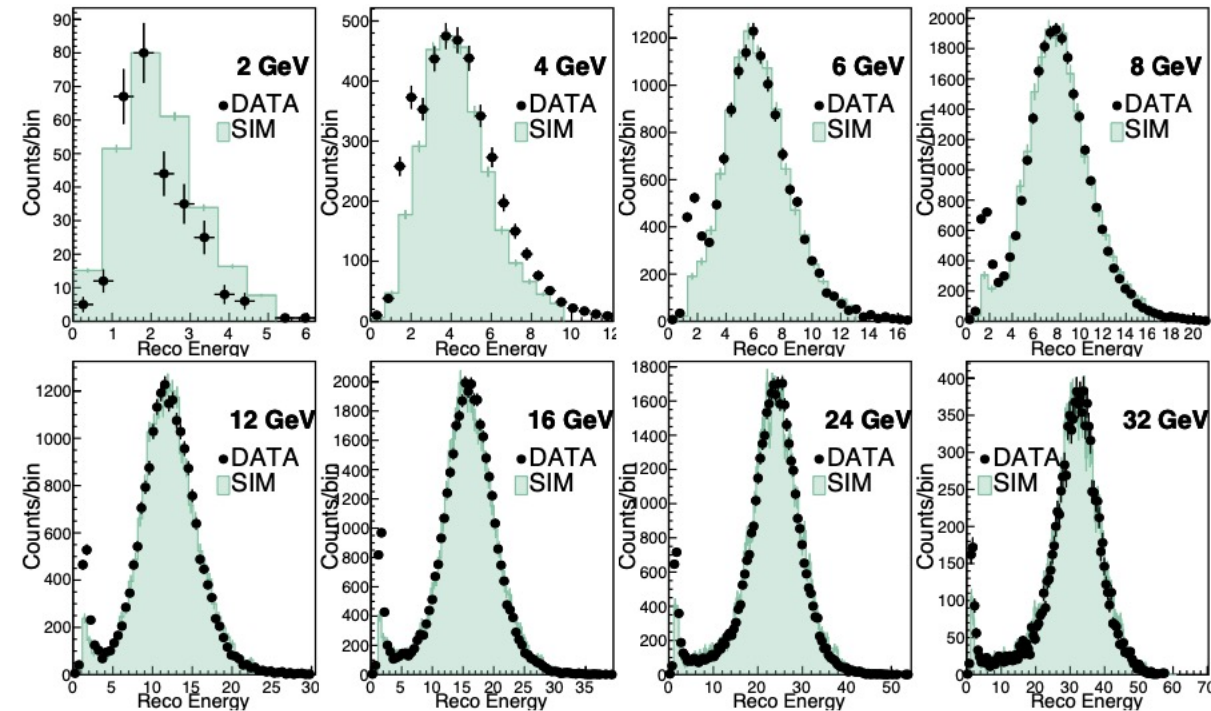 90
80
70
60
50
40
30
20
10
0
Counts/bin
2 GeV
DATA
SIM
0 1 2 3 4 5 6
Reco Energy
500
400
300
200
100
0
Counts/bin
4 GeV
DATA
SIM
0 2 4 6 8 10 12
Reco Energy
1200
1000
800
600
400
200
0
Counts/bin
6 GeV
DATA
SIM
0 2 4 6 8 10 12 14 16
Reco Energy
2000
1800
1600
1400
1200
1000
800
600
400
200
0
Counts/bin
8 GeV
DATA
SIM
0 2 4 6 8 10 12 14 16 18 20
Reco Energy
1200
1000
800
600
400
200
0
Counts/bin
12 GeV
DATA
SIM
0 5 10 15 20 25 30
Reco Energy
2000
1800
1600
1400
1200
1000
800
600
400
200
0
Counts/bin
16 GeV
DATA
SIM
0 5 10 15 20 25 30 35
Reco Energy
1800
1600
1400
1200
1000
800
600
400
200
0
Counts/bin
24 GeV
DATA
SIM
0 10 20 30 40 50
Reco Energy
400
350
300
250
200
150
100
50
0
Counts/bin
32 GeV
DATA
SIM
0 10 20 30 40 50 60 70
Reco Energy